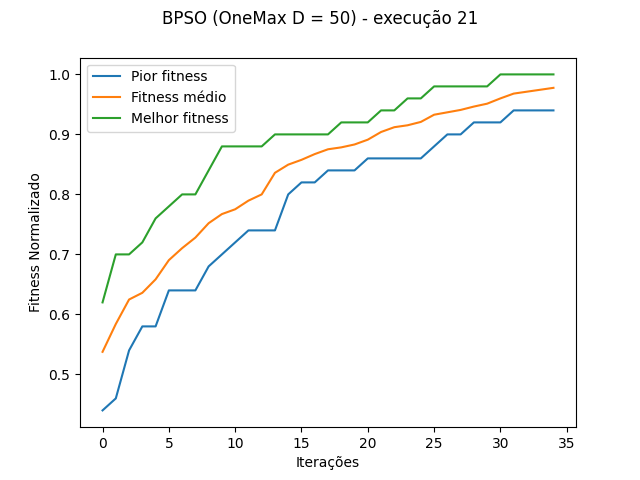 BPSO (OneMax D = 50) - execução 21
1.0
0.9
0.8
0.7
0.6
0.5
Fitness Normalizado
Pior fitness
Fitness médio
Melhor fitness
0 5 10 15 20 25 30 35
Iterações